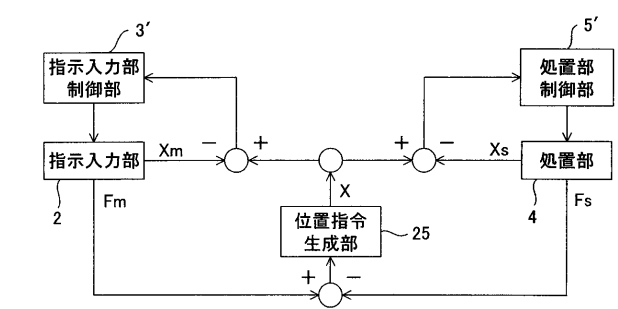 3′
指示入力部
制御部
指示入力部
2
Xm
Fm
−
+
+
−
X
位置指令
生成部
25
+
−
5′
処置部
制御部
Xs
処置部
4
Fs